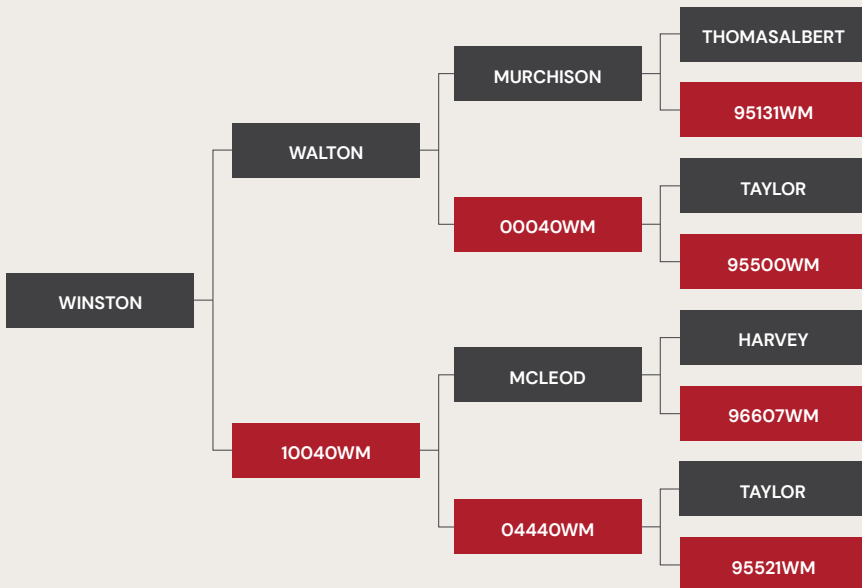 THOMASALBERT
MURCHISON
95131WM
WALTON
TAYLOR
00040WM
95500WM
WINSTON
HARVEY
MCLEOD
96607WM
10040WM
TAYLOR
04440WM
95521WM